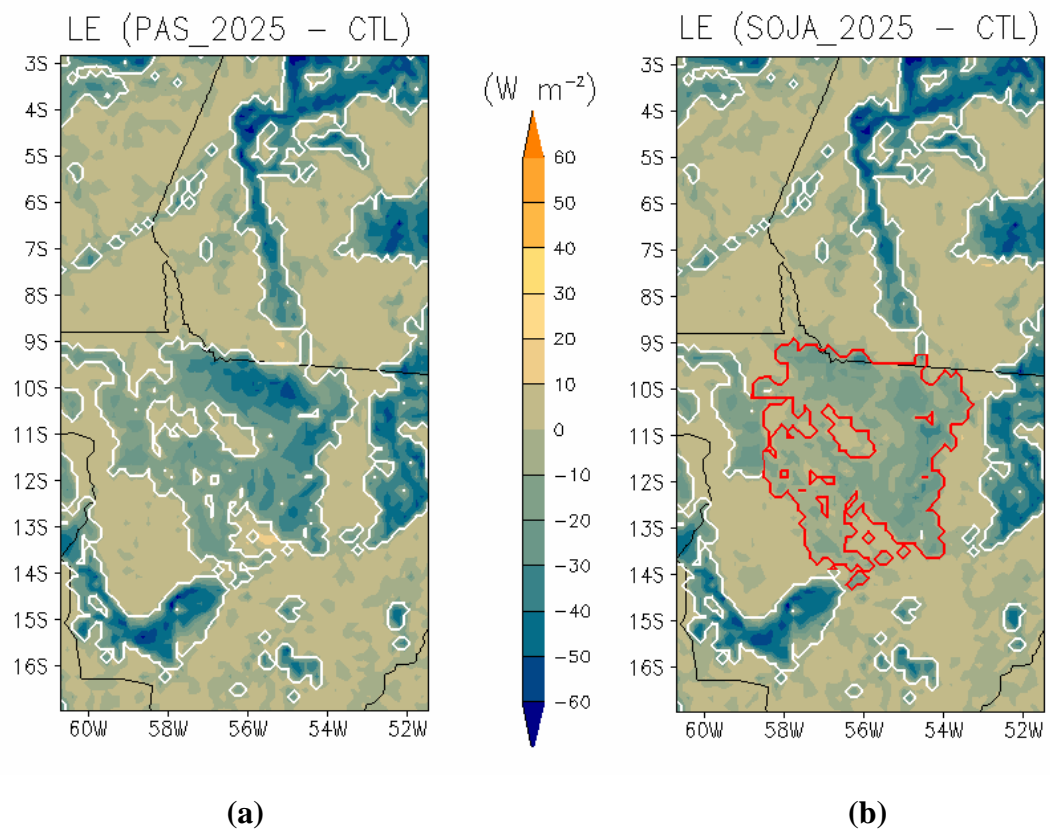 LE (PAS_2025 – CTL)
LE (SOJA_2025 – CTL)
(W m⁻²)
3S
4S
5S
6S
7S
8S
9S
10S
11S
12S
13S
14S
15S
16S
60W 58W 56W 54W 52W
60
50
40
30
20
10
0
−10
−20
−30
−40
−50
−60
3S
4S
5S
6S
7S
8S
9S
10S
11S
12S
13S
14S
15S
16S
60W 58W 56W 54W 52W
(a)
(b)